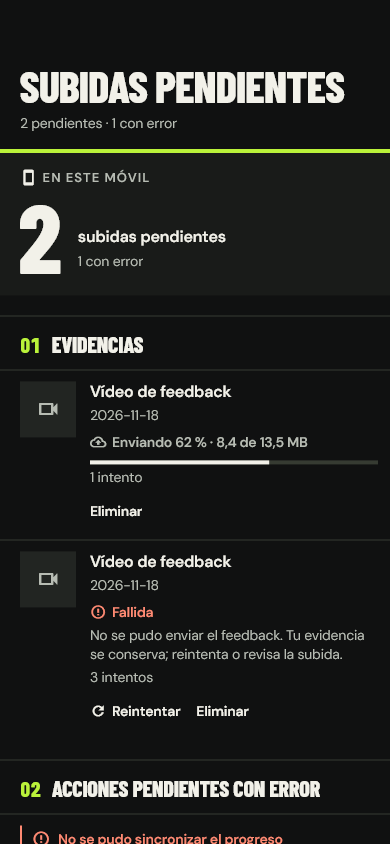 SUBIDAS PENDIENTES
2 pendientes · 1 con error
EN ESTE MÓVIL
2
subidas pendientes
1 con error
01 EVIDENCIAS
Vídeo de feedback
2026-11-18
Enviando 62 % · 8,4 de 13,5 MB
1 intento
Eliminar
Vídeo de feedback
2026-11-18
Fallida
No se pudo enviar el feedback. Tu evidencia
se conserva; reintenta o revisa la subida.
3 intentos
Reintentar Eliminar
02 ACCIONES PENDIENTES CON ERROR
No se pudo sincronizar el progreso